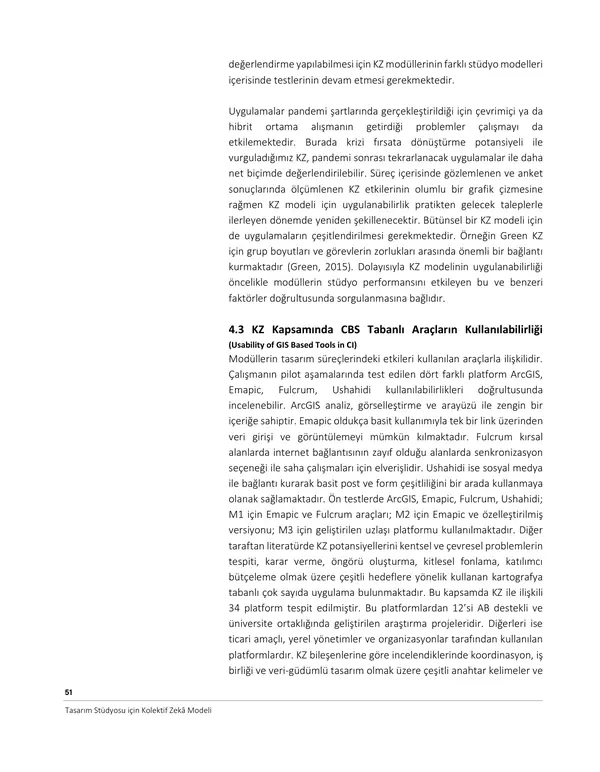 değerlendirme yapılabilmesi için KZ modüllerinin farklı stüdyo modelleri
içerisinde testlerinin devam etmesi gerekmektedir.
Uygulamalar pandemi şartlarında gerçekleştirildiği için çevrimiçi ya da
hibrit ortama alışmanın getirdiği problemler çalışmayı da
etkilemektedir. Burada krizi fırsata dönüştürme potansiyeli ile
vurguladığımız KZ, pandemi sonrası tekrarlanacak uygulamalar ile daha
net biçimde değerlendirilebilir. Süreç içerisinde gözlemlenen ve anket
sonuçlarında ölçümlenen KZ etkilerinin olumlu bir grafik çizmesine
rağmen KZ modeli için uygulanabilirlik pratikten gelecek taleplerle
ilerleyen dönemde yeniden şekillenecektir. Bütünsel bir KZ modeli için
de uygulamaların çeşitlendirilmesi gerekmektedir. Örneğin Green KZ
için grup boyutları ve görevlerin zorlukları arasında önemli bir bağlantı
kurmaktadır (Green, 2015). Dolayısıyla KZ modelinin uygulanabilirliği
öncelikle modüllerin stüdyo performansını etkileyen bu ve benzeri
faktörler doğrultusunda sorgulanmasına bağlıdır.
4.3 KZ Kapsamında CBS Tabanlı Araçların Kullanılabilirliği
(Usability of GIS Based Tools in CI)
Modüllerin tasarım süreçlerindeki etkileri kullanılan araçlarla ilişkilidir.
Çalışmanın pilot aşamalarında test edilen dört farklı platform ArcGIS,
Emapic, Fulcrum, Ushahidi kullanılabilirlikleri doğrultusunda
incelenebilir. ArcGIS analiz, görselleştirme ve arayüzü ile zengin bir
içeriğe sahiptir. Emapic oldukça basit kullanımıyla tek bir link üzerinden
veri girişi ve görüntülemeyi mümkün kılmaktadır. Fulcrum kırsal
alanlarda internet bağlantısının zayıf olduğu alanlarda senkronizasyon
seçeneği ile saha çalışmaları için elverişlidir. Ushahidi ise sosyal medya
ile bağlantı kurarak basit post ve form çeşitliliğini bir arada kullanmaya
olanak sağlamaktadır. Ön testlerde ArcGIS, Emapic, Fulcrum, Ushahidi;
M1 için Emapic ve Fulcrum araçları; M2 için Emapic ve özelleştirilmiş
versiyonu; M3 için geliştirilen uzlaşı platformu kullanılmaktadır. Diğer
taraftan literatürde KZ potansiyellerini kentsel ve çevresel problemlerin
tespiti, karar verme, öngörü oluşturma, kitlesel fonlama, katılımcı
bütçeleme olmak üzere çeşitli hedeflere yönelik kullanan kartografya
tabanlı çok sayıda uygulama bulunmaktadır. Bu kapsamda KZ ile ilişkili
34 platform tespit edilmiştir. Bu platformlardan 12’si AB destekli ve
üniversite ortaklığında geliştirilen araştırma projeleridir. Diğerleri ise
ticari amaçlı, yerel yönetimler ve organizasyonlar tarafından kullanılan
platformlardır. KZ bileşenlerine göre incelendiklerinde koordinasyon, iş
birliği ve veri-güdümlü tasarım olmak üzere çeşitli anahtar kelimeler ve
51
Tasarım Stüdyosu için Kolektif Zekâ Modeli